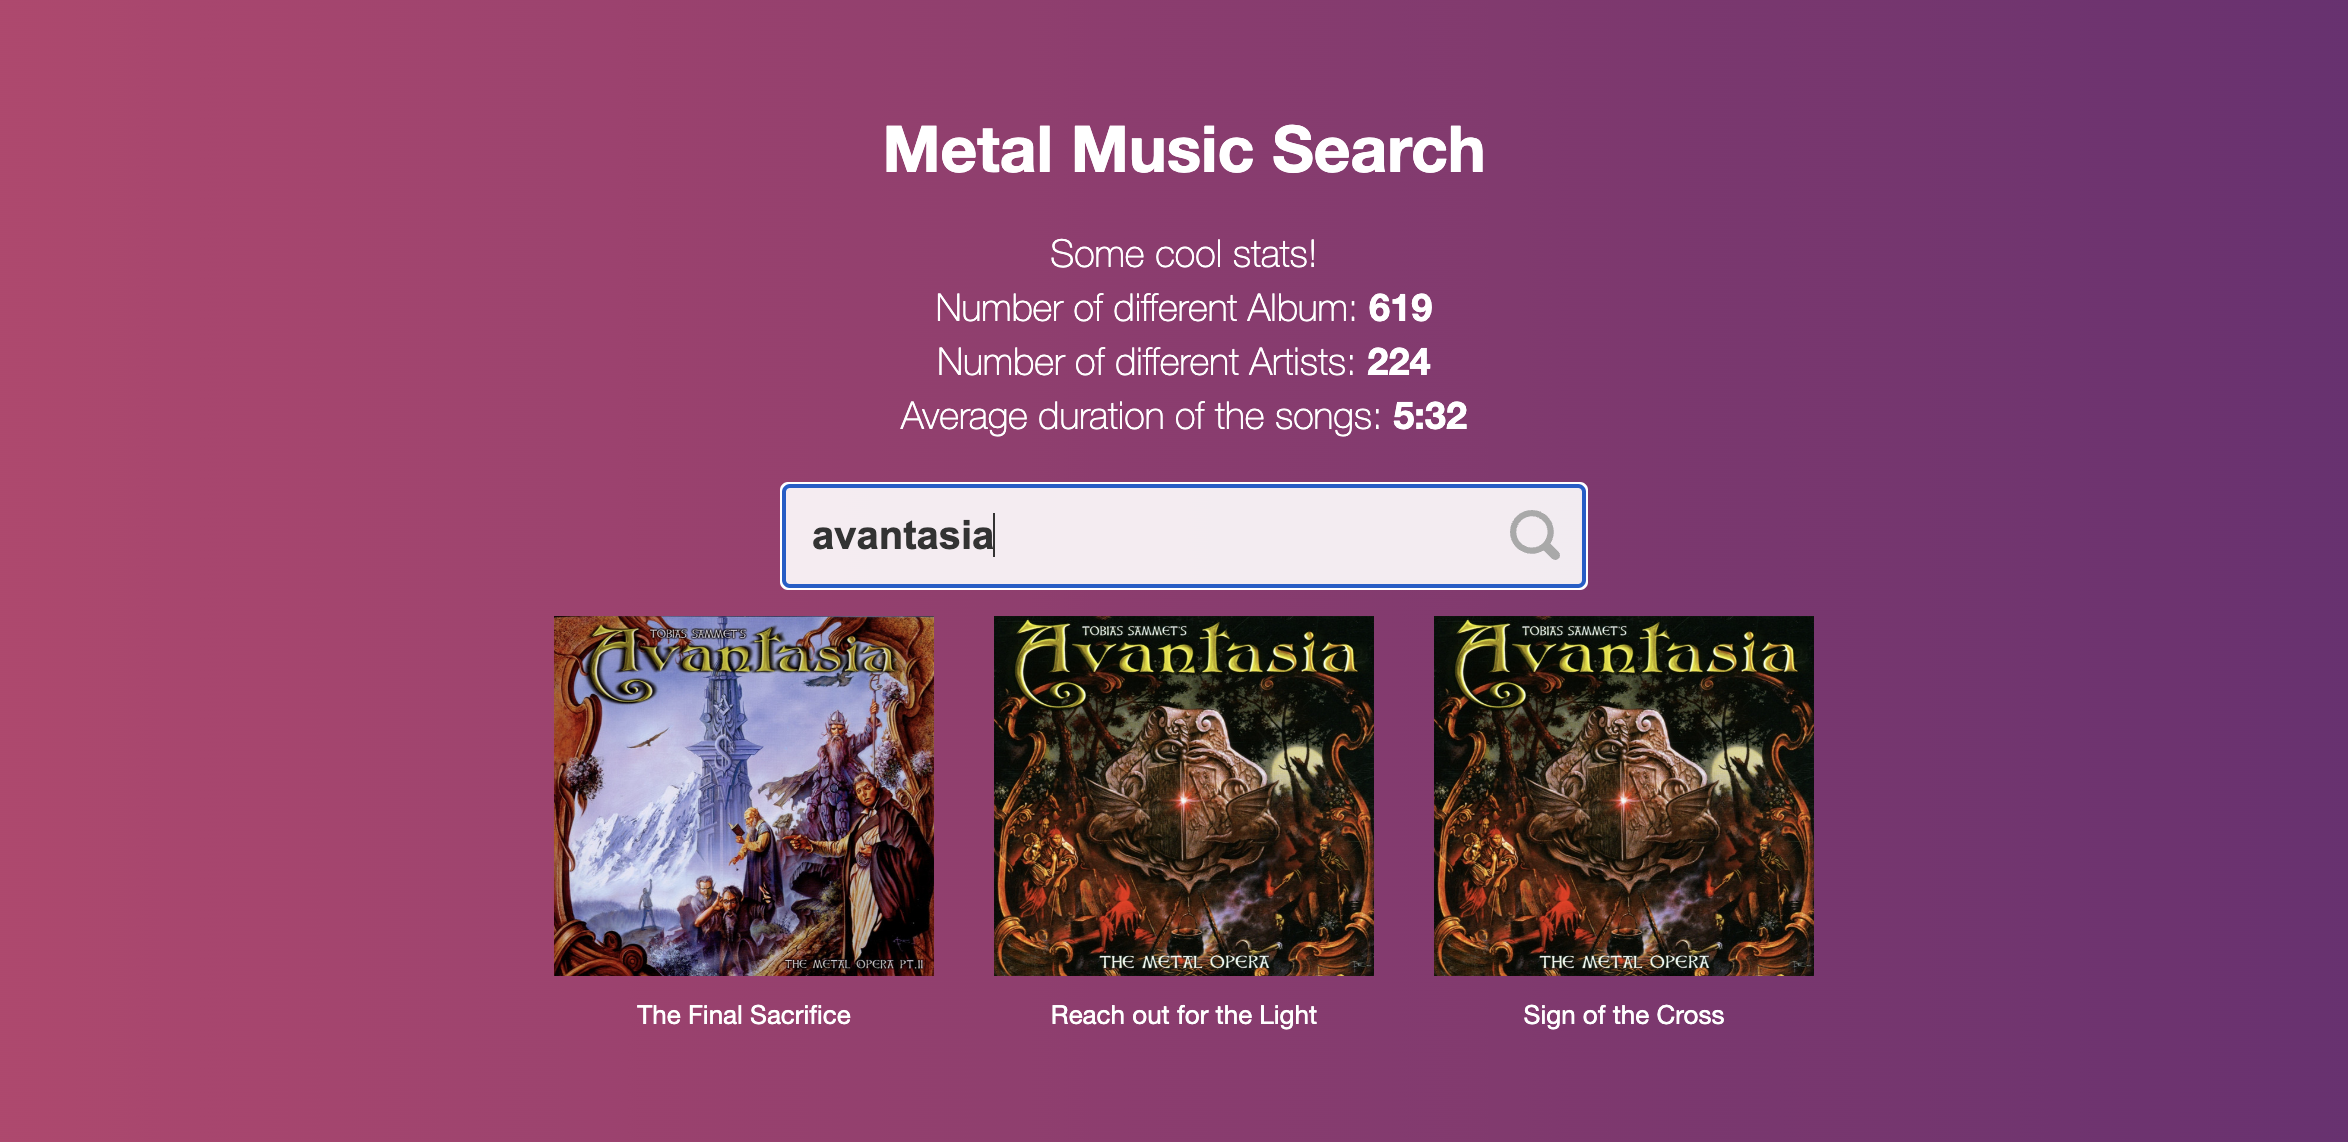 Metal Music Search
Some cool stats!
Number of different Album: 619
Number of different Artists: 224
Average duration of the songs: 5:32
avantasia
TOBIAS SAMMET'S
Avantasia
THE METAL OPERA PT.II
The Final Sacrifice
TOBIAS SAMMET'S
Avantasia
THE METAL OPERA
Reach out for the Light
TOBIAS SAMMET'S
Avantasia
THE METAL OPERA
Sign of the Cross